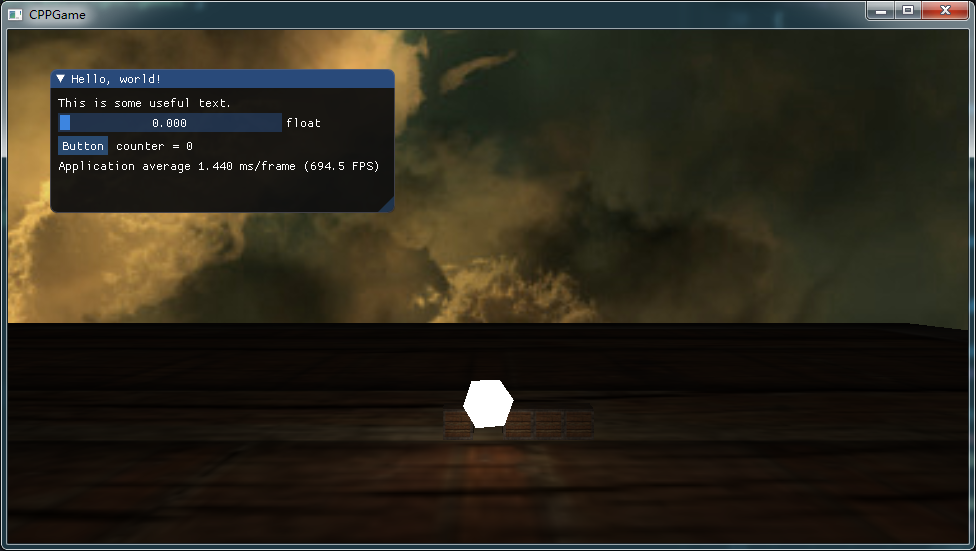 CPPGame
Hello, world!
This is some useful text.
0.000 float
Button counter = 0
Application average 1.440 ms/frame (694.5 FPS)